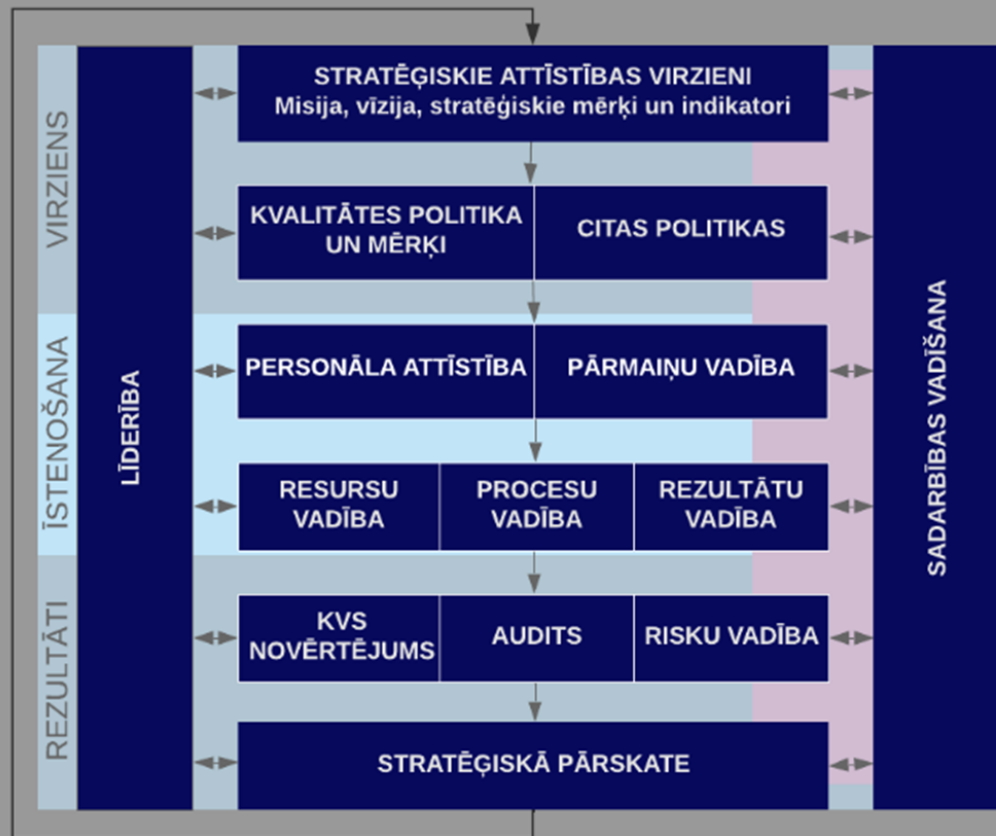 STRATĒĢISKIE ATTĪSTĪBAS VIRZIENI
Misija, vīzija, stratēģiskie mērķi un indikatori
VIRZIENS
KVALITĀTES POLITIKA
UN MĒRĶI
CITAS POLITIKAS
LĪDERĪBA
SADARBĪBAS VADĪŠANA
ĪSTENOŠANA
PERSONĀLA ATTĪSTĪBA
PĀRMAIŅU VADĪBA
RESURSU
VADĪBA
PROCESU
VADĪBA
REZULTĀTU
VADĪBA
REZULTĀTI
KVS
NOVĒRTĒJUMS
AUDITS
RISKU VADĪBA
STRATĒĢISKĀ PĀRSKATE